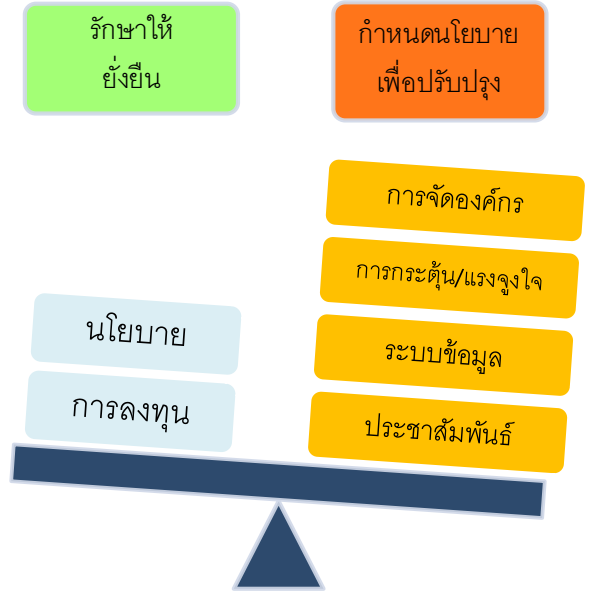 รักษาให้
ยั่งยืน
กำหนดนโยบาย
เพื่อปรับปรุง
การจัดองค์กร
การกระตุ้น/แรงจูงใจ
ระบบข้อมูล
ประชาสัมพันธ์
นโยบาย
การลงทุน